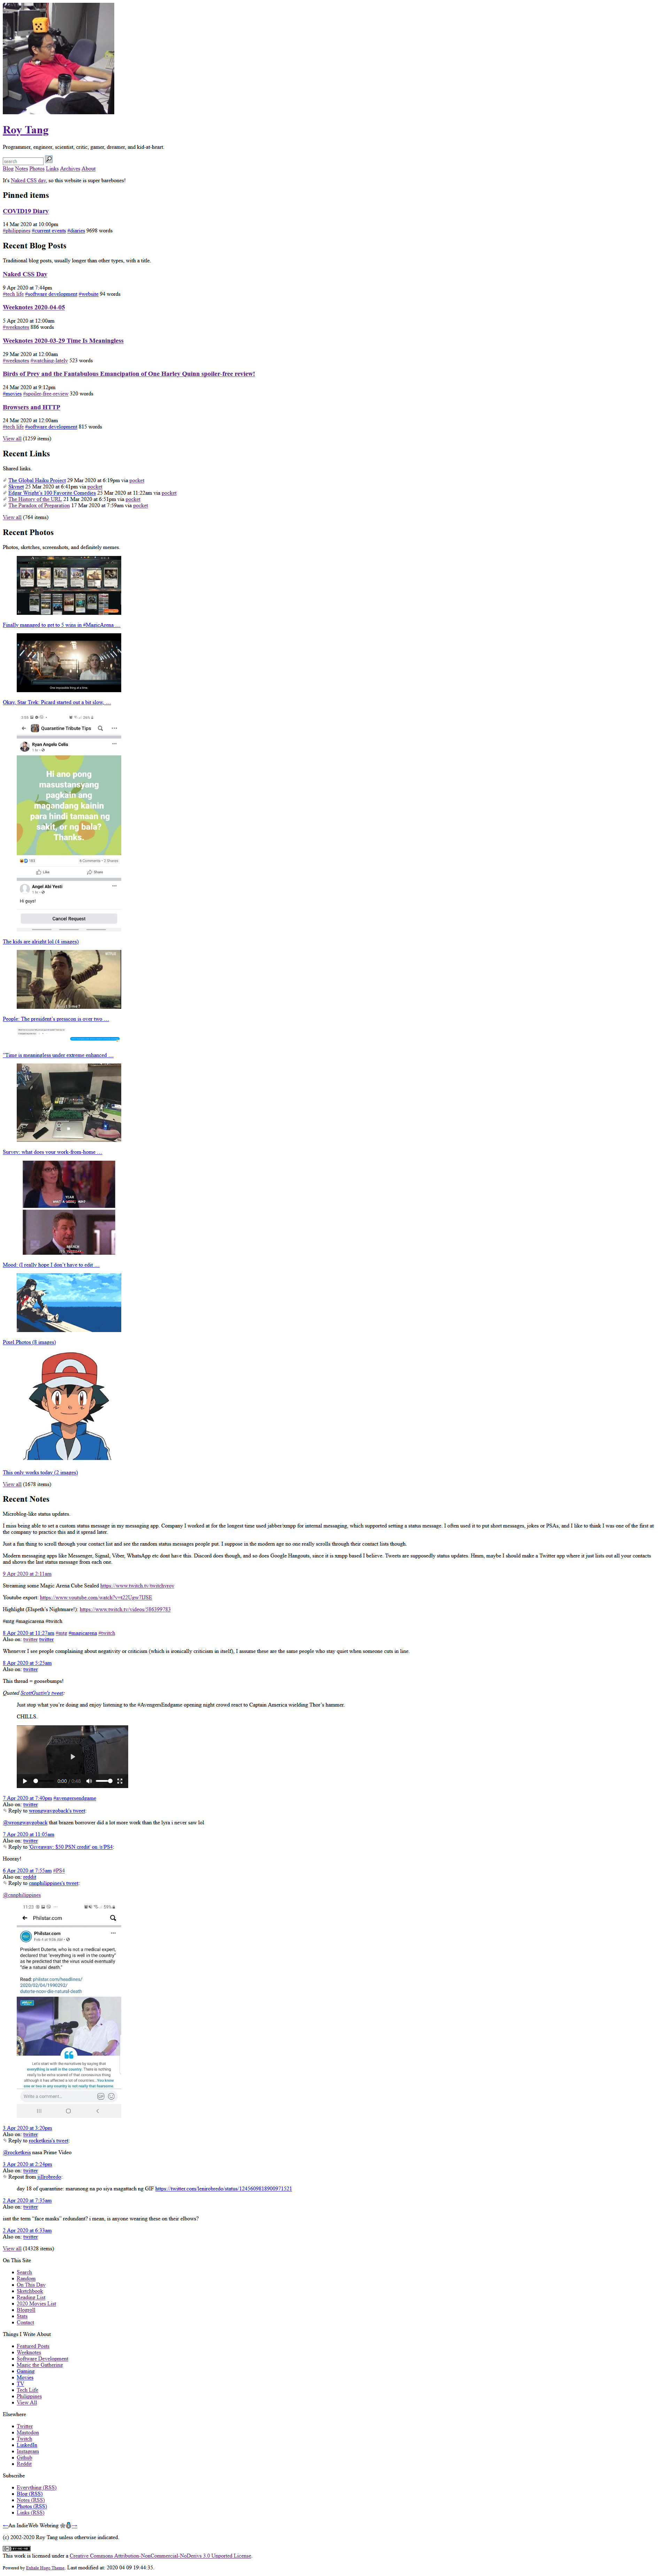 Roy Tang
Programmer, engineer, scientist, critic, gamer, dreamer, and kid-at-heart.
search
Blog Notes Photos Links Archives About
It's Naked CSS day, so this website is super barebones!
Pinned items
COVID19 Diary
14 Mar 2020 at 10:00pm
#philippines #current events #diaries 9698 words
Recent Blog Posts
Traditional blog posts, usually longer than other types, with a title.
Naked CSS Day
9 Apr 2020 at 7:44pm
#tech life #software development #website 94 words
Weeknotes 2020-04-05
5 Apr 2020 at 12:00am
#weeknotes 886 words
Weeknotes 2020-03-29 Time Is Meaningless
29 Mar 2020 at 12:00am
#weeknotes #watching-lately 523 words
Birds of Prey and the Fantabulous Emancipation of One Harley Quinn spoiler-free review!
24 Mar 2020 at 9:12pm
#movies #spoiler-free-review 320 words
Browsers and HTTP
24 Mar 2020 at 12:00am
#tech life #software development 815 words
View all (1259 items)
Recent Links
Shared links.
The Global Haiku Project 29 Mar 2020 at 6:19pm via pocket
Skynet 25 Mar 2020 at 6:41pm via pocket
Edgar Wright's 100 Favorite Comedies 25 Mar 2020 at 11:22am via pocket
The History of the URL 21 Mar 2020 at 6:51pm via pocket
The Paradox of Preparation 17 Mar 2020 at 7:59am via pocket
View all (764 items)
Recent Photos
Photos, sketches, screenshots, and definitely memes.
Finally managed to get to 5 wins in #MagicArena …
One impossible thing at a time.
Okay, Star Trek: Picard started out a bit slow, …
Quarantine Tribute Tips
Ryan Angelo Celis
Hi ano pong
masustansyang
pagkain ang
magandang kainin
para hindi tamaan ng
sakit, or ng bala?
Thanks.
Like Share
Angel Abi Yesti
Hi guys!
Cancel Request
The kids are alright lol (4 images)
People: The president's presscon is over two …
"Time is meaningless under extreme enhanced …
Survey: what does your work-from-home …
Mood: (I really hope I don't have to edit …
Pixel Photos (8 images)
This only works today (2 images)
View all (1678 items)
Recent Notes
Microblog-like status updates.
I miss being able to set a custom status message in my messaging app. Company I worked at for the longest time used jabber/xmpp for internal messaging, which supported setting a status message. I often used it to put short messages, jokes or PSAs, and I like to think I was one of the first at the company to practice this and it spread later.
Just a fun thing to scroll through your contact list and see the random status messages people put. I suppose in the modern age no one really scrolls through their contact lists though.
Modern messaging apps like Messenger, Signal, Viber, WhatsApp etc dont have this. Discord does though, and so does Google Hangouts, since it is xmpp based I believe. Tweets are supposedly status updates. Hmm, maybe I should make a Twitter app where it just lists out all your contacts and shows the last status message from each one.
9 Apr 2020 at 2:11am
Streaming some Magic Arena Cube Sealed https://www.twitch.tv/twitchyroy
Highlight (Elspeth's Nightmare!): https://www.twitch.tv/videos/586399783
#mtg #magicarena #twitch
8 Apr 2020 at 11:27am #mtg #magicarena #twitch
Also on: twitter twitter
Whenever I see people complaining about negativity or criticism (which is ironically criticism in itself), I assume these are the same people who stay quiet when someone cuts in line.
8 Apr 2020 at 5:25am
Also on: twitter
This thread = goosebumps!
Quoted ScottGustin's tweet:
Just stop what you're doing and enjoy listening to the #AvengersEndgame opening night crowd react to Captain America wielding Thor's hammer.
CHILLS.
0:00 / 0:45
7 Apr 2020 at 7:40pm #avengersendgame
Also on: twitter
Reply to wrongwaygoback's tweet:
@wrongwaygoback that brazen borrower did a lot more work than the lyra i never saw lol
7 Apr 2020 at 11:05am
Also on: twitter
Reply to 'Giveaway: $50 PSN credit' on /r/PS4:
Hooray!
6 Apr 2020 at 7:55am #PS4
Also on: reddit
Reply to cnnphilippines's tweet:
@cnnphilippines
Philstar.com
Philstar.com
President Duterte, who is not a medical expert,
declared that "everything is well in the country"
as he predicted that the virus would eventually
"die a natural death".
Read: philstar.com/headlines/
2020/02/04/1990292/
duterte-ncov-die-natural-death
Write a comment...
3 Apr 2020 at 3:20pm
Also on: twitter
Reply to rocketkess's tweet:
@rocketkess nasa Prime Video
3 Apr 2020 at 2:24pm
Also on: twitter
Repost from xilrobredo:
day 18 of quarantine: marunong na po siya magattach ng GIF https://twitter.com/lenirobredo/status/1245609818900971521
2 Apr 2020 at 7:35am
Also on: twitter
isnt the term "face masks" redundant? i mean, is anyone wearing these on their elbows?
2 Apr 2020 at 6:33am
Also on: twitter
View all (14328 items)
On This Site
Search
Random
On This Day
Sketchbook
Reading List
2020 Movies List
Blogroll
Stats
Contact
Things I Write About
Featured Posts
Weeknotes
Software Development
Magic the Gathering
Gaming
Movies
TV
Tech Life
Philippines
View All
Elsewhere
Twitter
Mastodon
Twitch
LinkedIn
Instagram
Github
Reddit
Subscribe
Everything (RSS)
Blog (RSS)
Notes (RSS)
Photos (RSS)
Links (RSS)
←An IndieWeb Webring 🕸💍→
(c) 2002-2020 Roy Tang unless otherwise indicated.
This work is licensed under a Creative Commons Attribution-NonCommercial-NoDerivs 3.0 Unported License.
Powered by Exhale Hugo Theme. Last modified at: 2020 04 09 19:44:35.